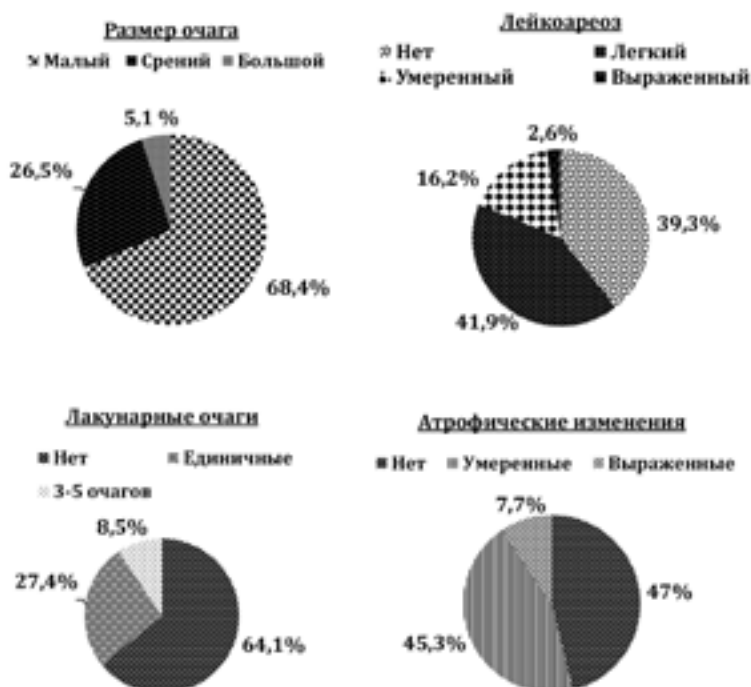 Размер очага
Малый Срений Большой
5,1 %
26,5%
68,4%
Лейкоареоз
Нет Легкий
Умеренный Выраженный
2,6%
16,2%
39,3%
41,9%
Лакунарные очаги
Нет Единичные
3-5 очагов
8,5%
27,4%
64,1%
Атрофические изменения
Нет Умеренные Выраженные
7,7%
47%
45,3%